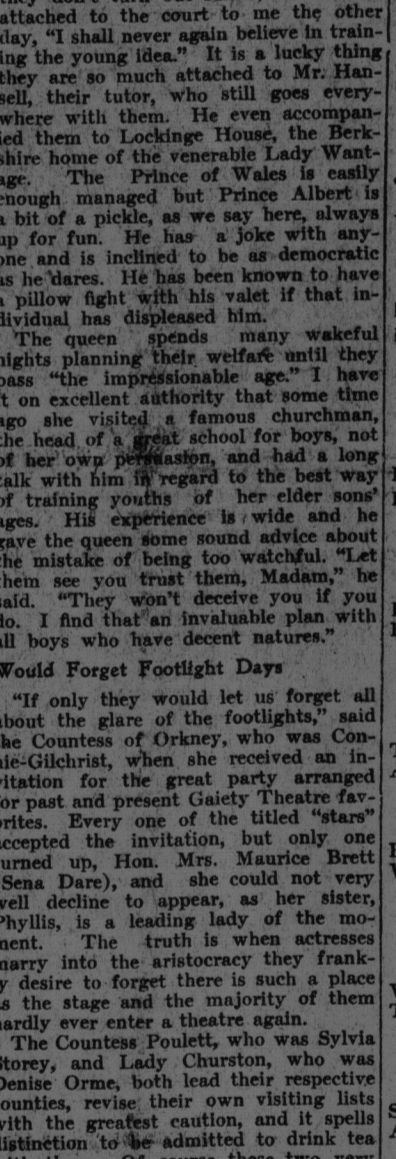 attached to the court to me the other
day, "I shall never again believe in train-
ing the young idea." It is a lucky thing
they are so much attached to Mr. Han-
sell, their tutor, who still goes every-
where with them. He even accompan-
ied them to Lockinge House, the Berk-
shire home of the venerable Lady Want-
age. The Prince of Wales is easily
enough managed but Prince Albert is
a bit of a pickle, as we say here, always
up for fun. He has a joke with any-
one and is inclined to be as democratic
as he dares. He has been known to have
a pillow fight with his valet if that in-
dividual has displeased him.
The queen spends many wakeful
nights planning their welfare until they
pass "the impressionable age." I have
it on excellent authority that some time
ago she visited a famous churchman,
the head of a great school for boys, not
of her own persuasion, and had a long
talk with him in regard to the best way
of training youths of her elder sons'
ages. His experience is wide and he
gave the queen some sound advice about
the mistake of being too watchful. "Let
them see you trust them, Madam," he
said. "They won't deceive you if you
do. I find that an invaluable plan with
all boys who have decent natures."
Would Forget Footlight Days
"If only they would let us forget all
about the glare of the footlights," said
the Countess of Orkney, who was Con-
nie-Gilchrist, when she received an in-
vitation for the great party arranged
for past and present Gaiety Theatre fav-
orites. Every one of the titled "stars"
accepted the invitation, but only one
turned up, Hon. Mrs. Maurice Brett
(Sena Dare), and she could not very
well decline to appear, as her sister,
Phyllis, is a leading lady of the mo-
ment. The truth is when actresses
marry into the aristocracy they frank-
ly desire to forget there is such a place
as the stage and the majority of them
hardly ever enter a theatre again.
The Countess Poulett, who was Sylvia
Storey, and Lady Churston, who was
Denise Orme, both lead their respective
counties, revise their own visiting lists
with the greatest caution, and it spells
distinction to be admitted to drink tea